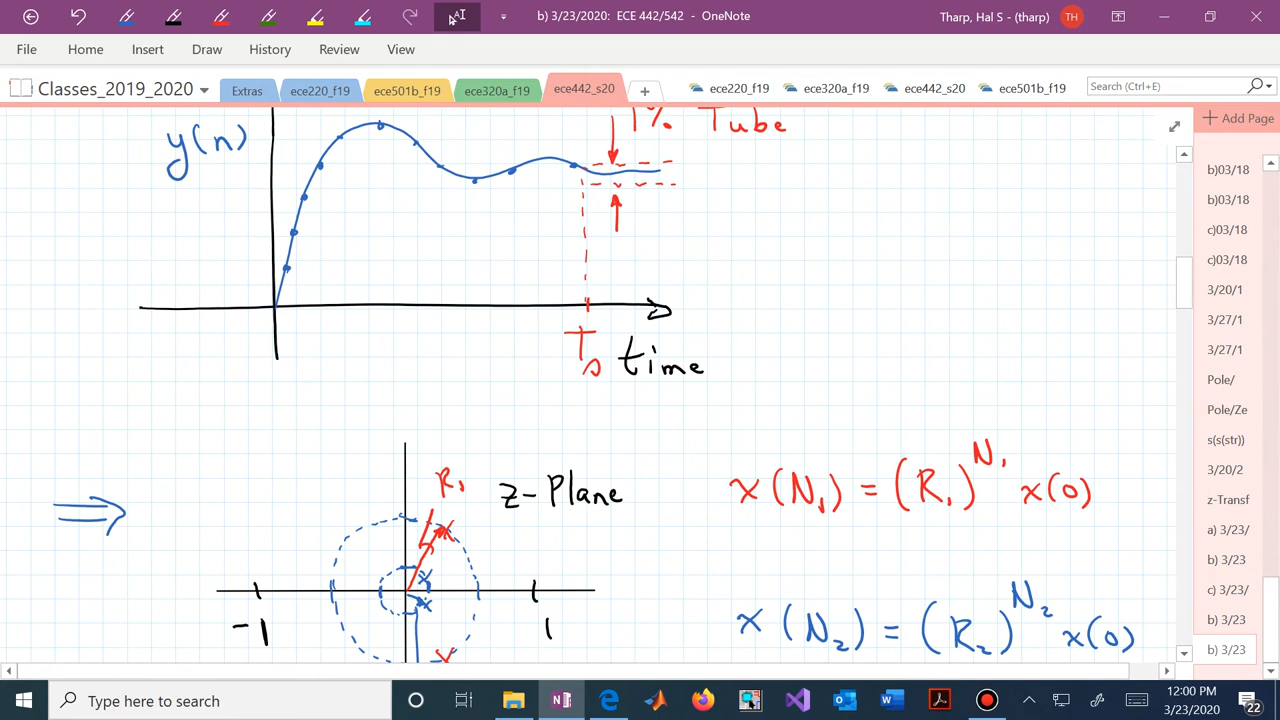 b) 3/23/2020: ECE 442/542 - OneNote
Tharp, Hal S - (tharp)
TH
File Home Insert Draw History Review View
Classes_2019_2020
Extras
ece220_f19
ece501b_f19
ece320a_f19
ece442_s20
ece220_f19
ece320a_f19
ece442_s20
ece501b_f19
Search (Ctrl+E)
Add Page
b)03/18
b)03/18
c)03/18
c)03/18
3/20/1
3/27/1
3/27/1
Pole/
Pole/Ze
s(s(str))
3/20/2
z-Transf
a) 3/23/
b) 3/23
c) 3/23/
b) 3/23
b) 3/23
1% Tube
y(n)
Ts
time
R1
z-Plane
x(N1) = (R1)^N1 x(0)
-1
1
x(N2) = (R2)^N2 x(0)
Type here to search
12:00 PM
3/23/2020
22